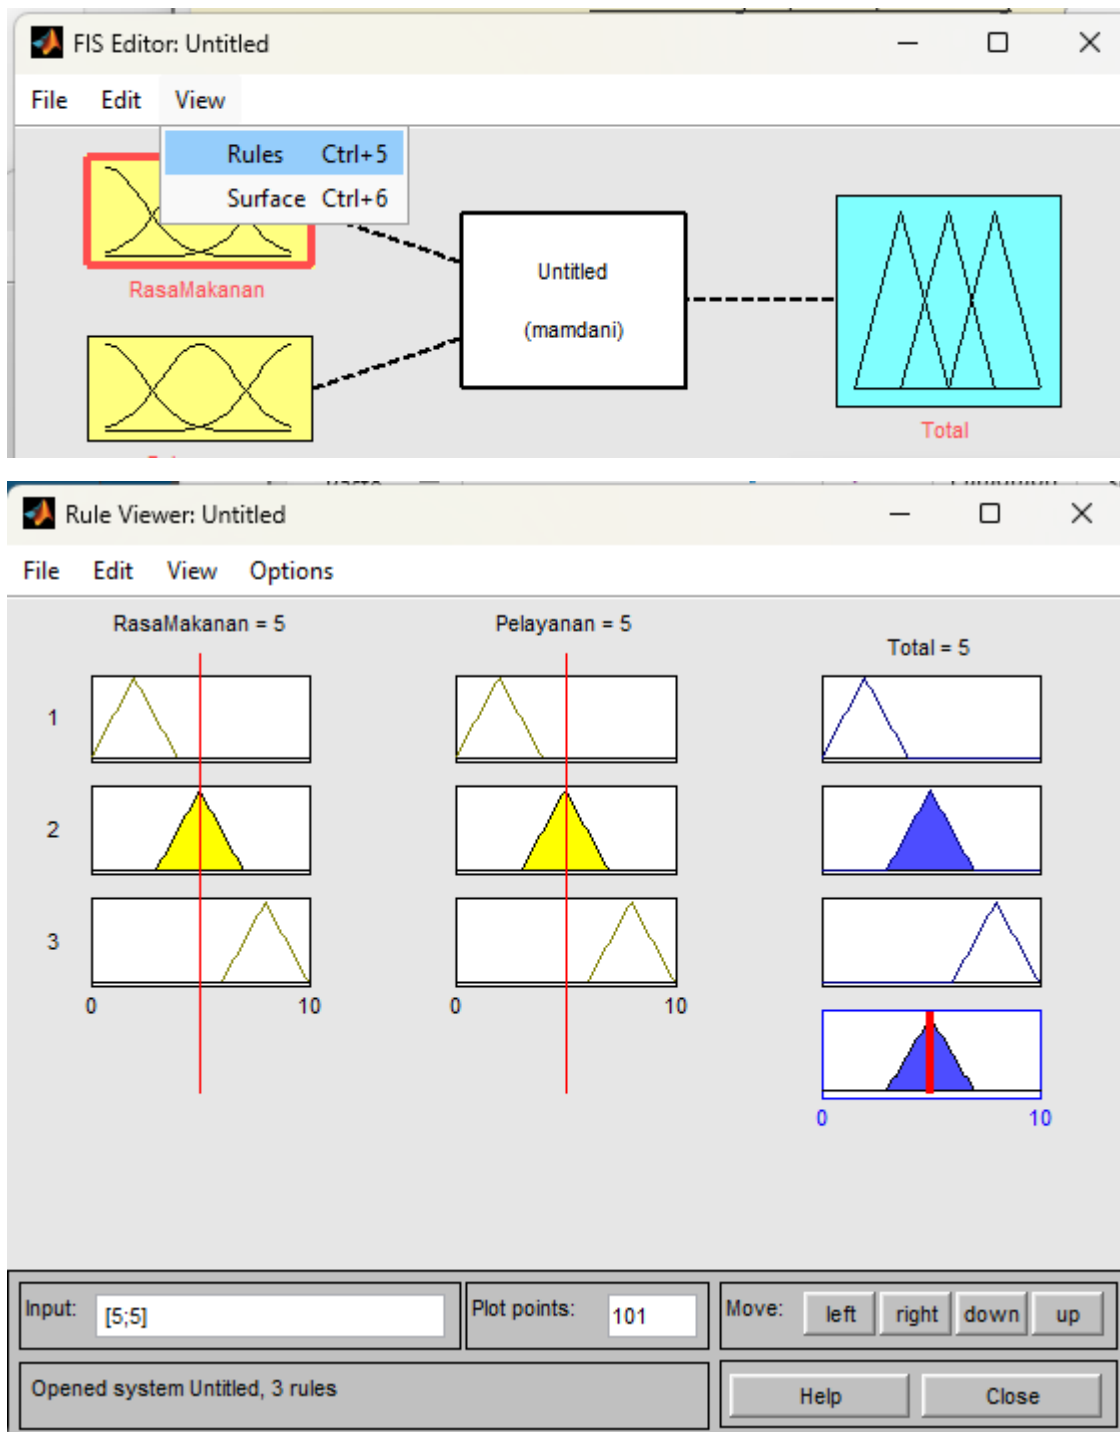 FIS Editor: Untitled
File Edit View
Rules Ctrl+5
Surface Ctrl+6
RasaMakanan
Untitled
(mamdani)
Total
Rule Viewer: Untitled
File Edit View Options
RasaMakanan = 5 Pelayanan = 5 Total = 5
1
2
3
0 10 0 10
0 10
Input: [5;5] Plot points: 101 Move: left right down up
Opened system Untitled, 3 rules Help Close